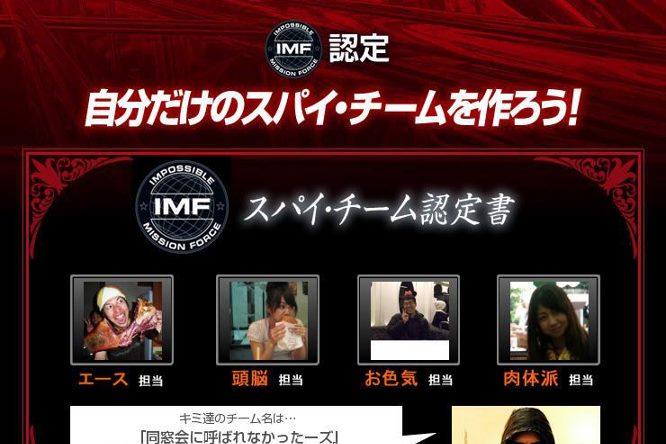 IMPOSSIBLE
IMF 認定
MISSION FORCE
自分だけのスパイ・チームを作ろう!
IMPOSSIBLE
IMF
MISSION FORCE
スパイ・チーム認定書
エース 担当
頭脳 担当
お色気 担当
肉体派 担当
キミ達のチーム名は…
「同窓会に呼ばれなかったーズ」